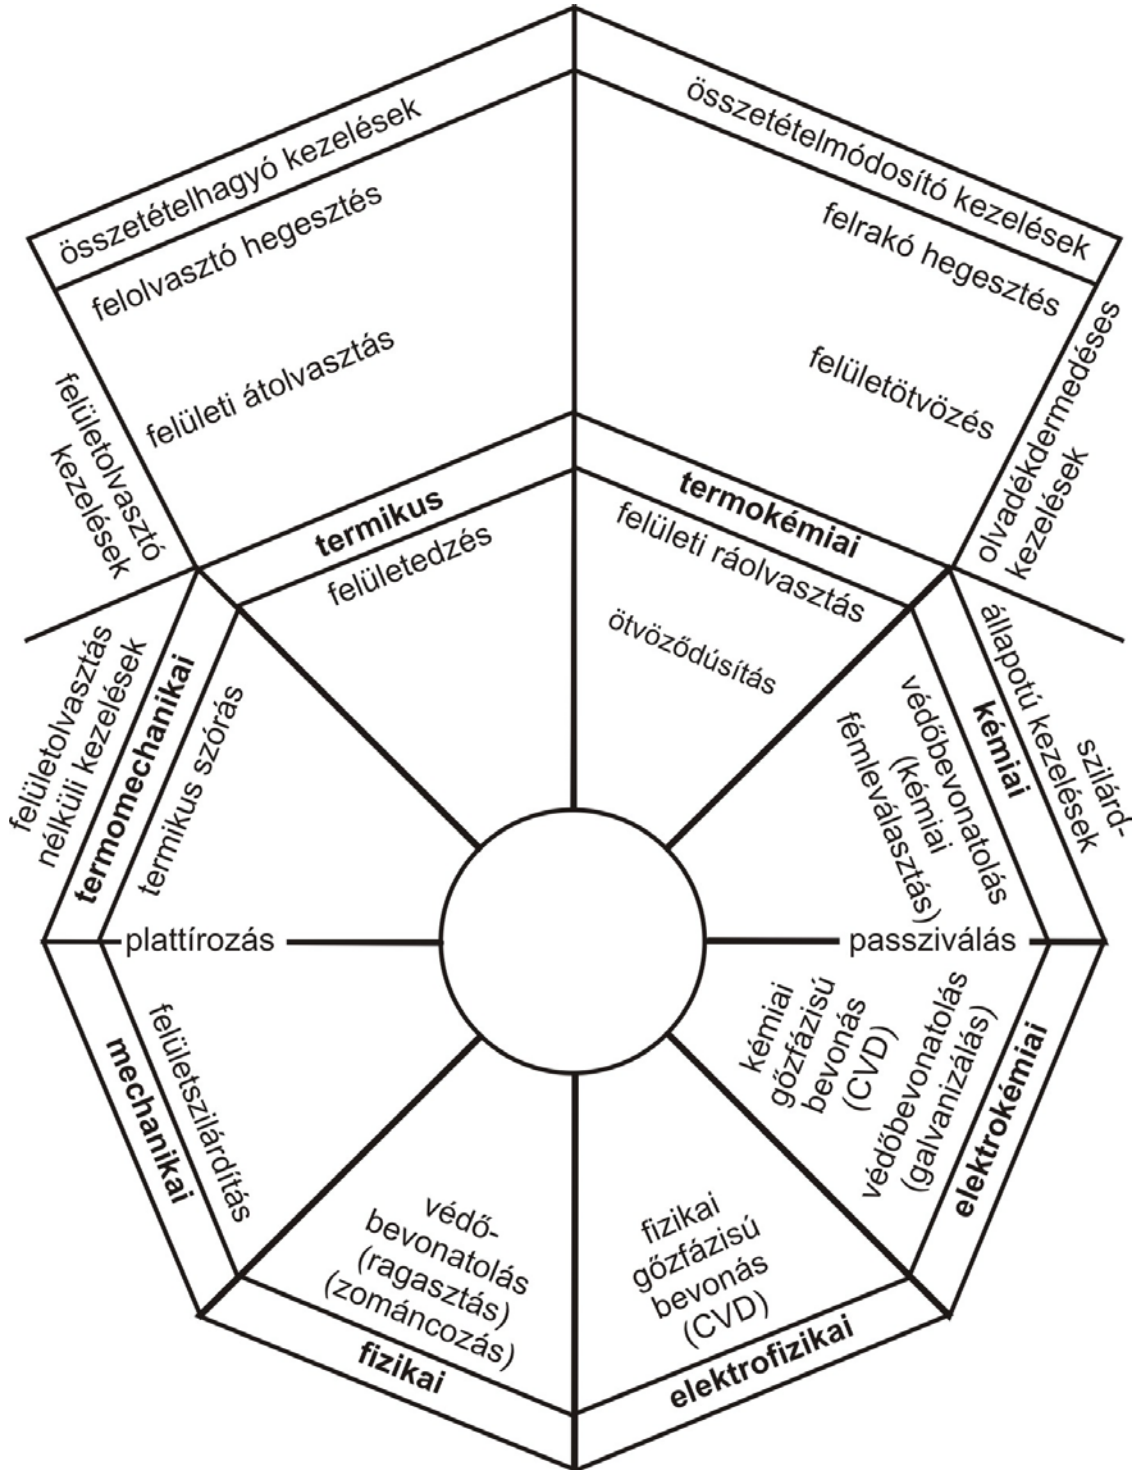 összetételhagyó kezelések
összetételmódosító kezelések
felolvasztó hegesztés
felrakó hegesztés
felületi átolvasztás
felületötvözés
felületolvasztó
kezelések
olvadékdermedéses
kezelések
termikus
termokémiai
felületedzés
felületi ráolvasztás
ötvöződúsítás
felületolvasztás
nélküli kezelések
termomechanikai
termikus szórás
védőbevonatolás
(kémiai
fémleválasztás)
kémiai
szilárd-
állapotú kezelések
plattírozás
passziválás
felületszilárdítás
mechanikai
kémiai
gőzfázisú
bevonás
(CVD)
védőbevonatolás
(galvanizálás)
elektrokémiai
védő-
bevonatolás
(ragasztás)
(zománcozás)
fizikai
fizikai
gőzfázisú
bevonás
(CVD)
elektrofizikai